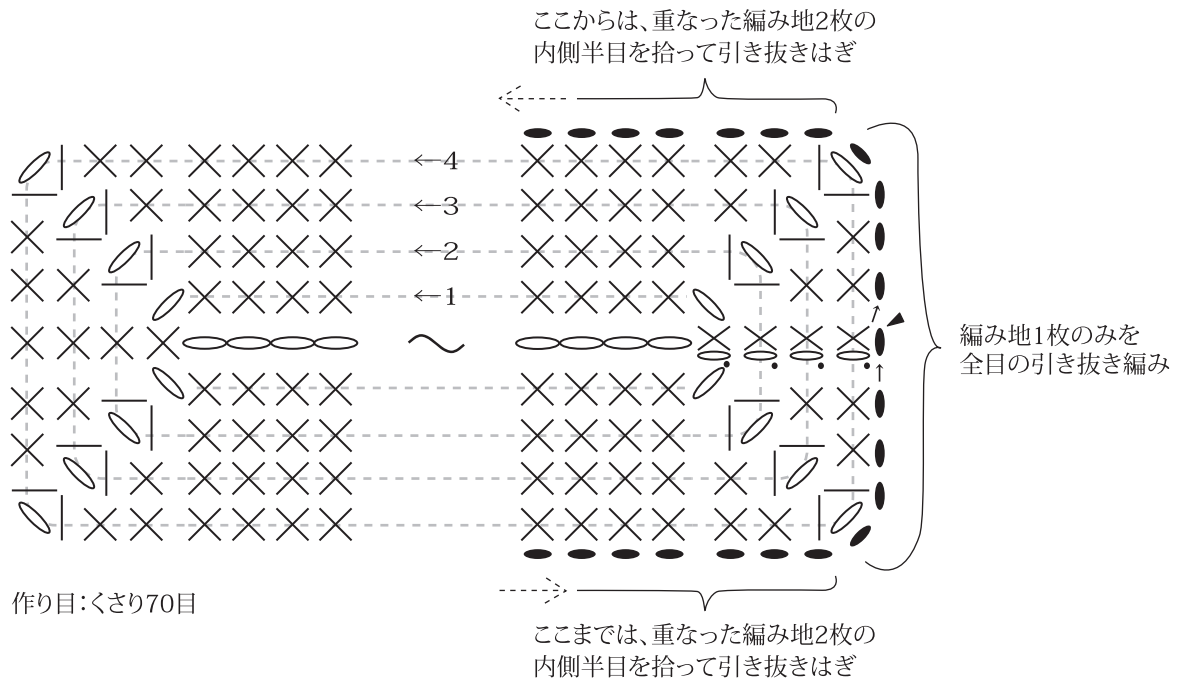 ここからは、重なった編み地2枚の
内側半目を拾って引き抜きはぎ
←4
←3
←2
←1
編み地1枚のみを
全目の引き抜き編み
作り目：くさり70目
ここまでは、重なった編み地2枚の
内側半目を拾って引き抜きはぎ